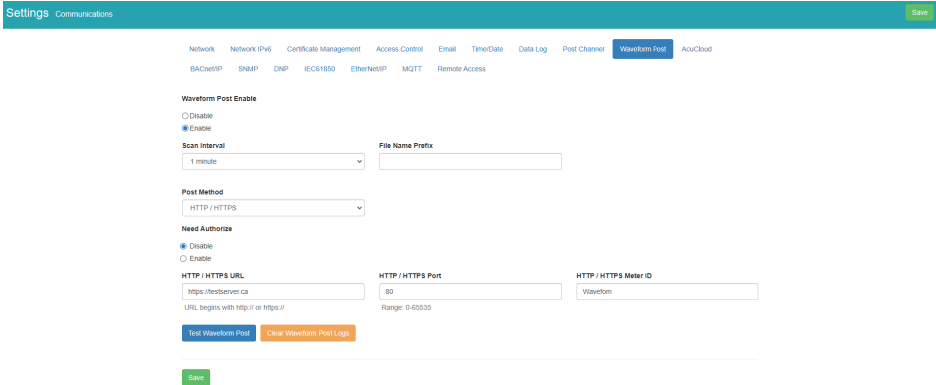 Settings Communications Save
Network Network IPv6 Certificate Management Access Control Email Time/Date Data Log Post Channel Waveform Post AcuCloud
BACnet/IP SNMP DNP IEC61850 EtherNet/IP MQTT Remote Access
Waveform Post Enable
Disable
Enable
Scan Interval File Name Prefix
1 minute
Post Method
HTTP / HTTPS
Need Authorize
Disable
Enable
HTTP / HTTPS URL HTTP / HTTPS Port HTTP / HTTPS Meter ID
https://testserver.ca 80 Wavefom
URL begins with http:// or https:// Range: 0-65535
Test Waveform Post Clear Waveform Post Logs
Save